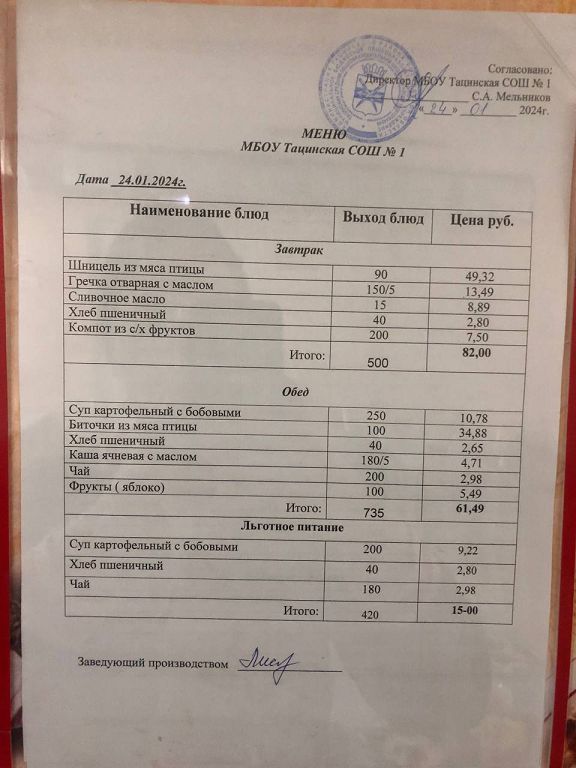 Согласовано:
Директор МБОУ Тацинская СОШ № 1
С.А. Мельников
« 24 » 01 2024г.
МЕНЮ
МБОУ Тацинская СОШ № 1
Дата 24.01.2024г.
Наименование блюд Выход блюд Цена руб.
Завтрак
Шницель из мяса птицы 90 49,32
Гречка отварная с маслом 150/5 13,49
Сливочное масло 15 8,89
Хлеб пшеничный 40 2,80
Компот из с/х фруктов 200 7,50
Итого: 500 82,00
Обед
Суп картофельный с бобовыми 250 10,78
Биточки из мяса птицы 100 34,88
Хлеб пшеничный 40 2,65
Каша ячневая с маслом 180/5 4,71
Чай 200 2,98
Фрукты ( яблоко) 100 5,49
Итого: 735 61,49
Льготное питание
Суп картофельный с бобовыми 200 9,22
Хлеб пшеничный 40 2,80
Чай 180 2,98
Итого: 420 15-00
Заведующий производством